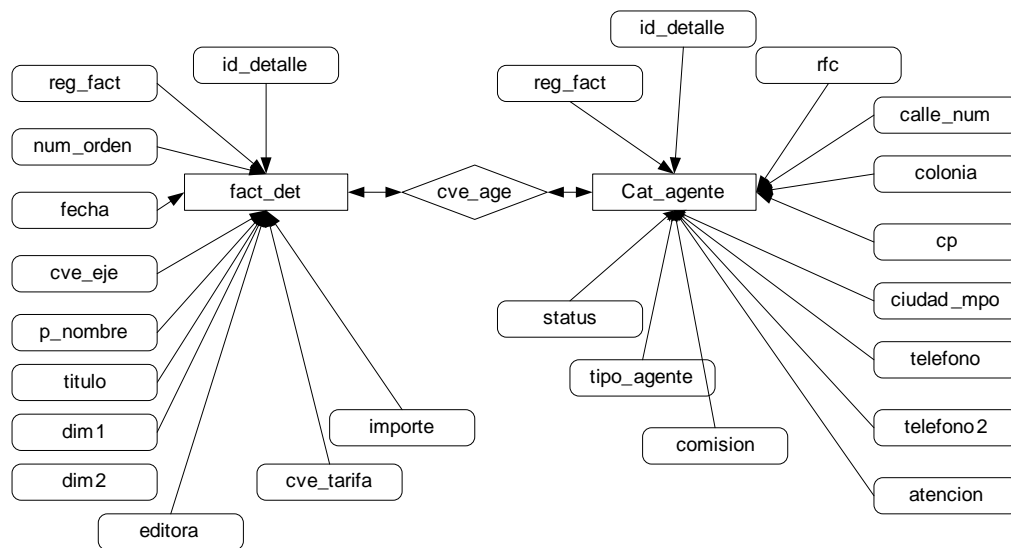 id_detalle
id_detalle
rfc
reg_fact
reg_fact
calle_num
num_orden
colonia
fact_det
cve_age
Cat_agente
fecha
cp
cve_eje
ciudad_mpo
status
p_nombre
telefono
titulo
tipo_agente
importe
dim1
telefono2
comision
dim2
cve_tarifa
atencion
editora